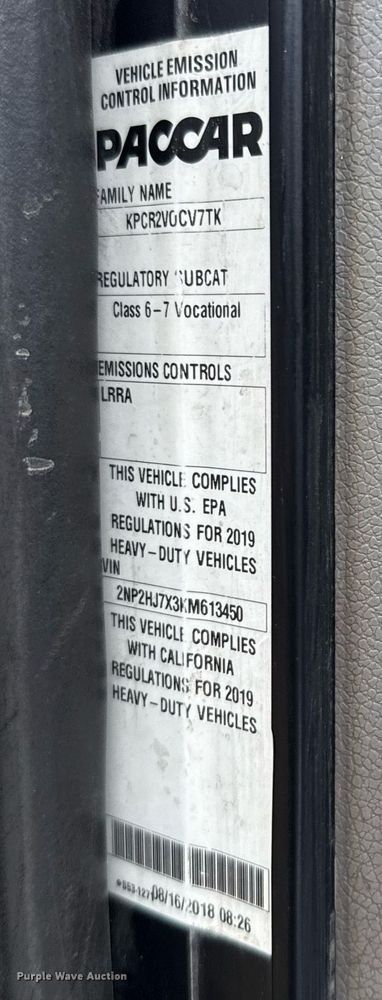 VEHICLE EMISSION
CONTROL INFORMATION
PACCAR
FAMILY NAME
KPCR2VOCV7TK
REGULATORY SUBCAT
Class 6-7 Vocational
EMISSIONS CONTROLS
LRRA
THIS VEHICLE COMPLIES
WITH U.S. EPA
REGULATIONS FOR 2019
HEAVY-DUTY VEHICLES
VIN
2NP2HJ7X3KM613450
THIS VEHICLE COMPLIES
WITH CALIFORNIA
REGULATIONS FOR 2019
HEAVY-DUTY VEHICLES
08/16/2018 08:26
Purple Wave Auction